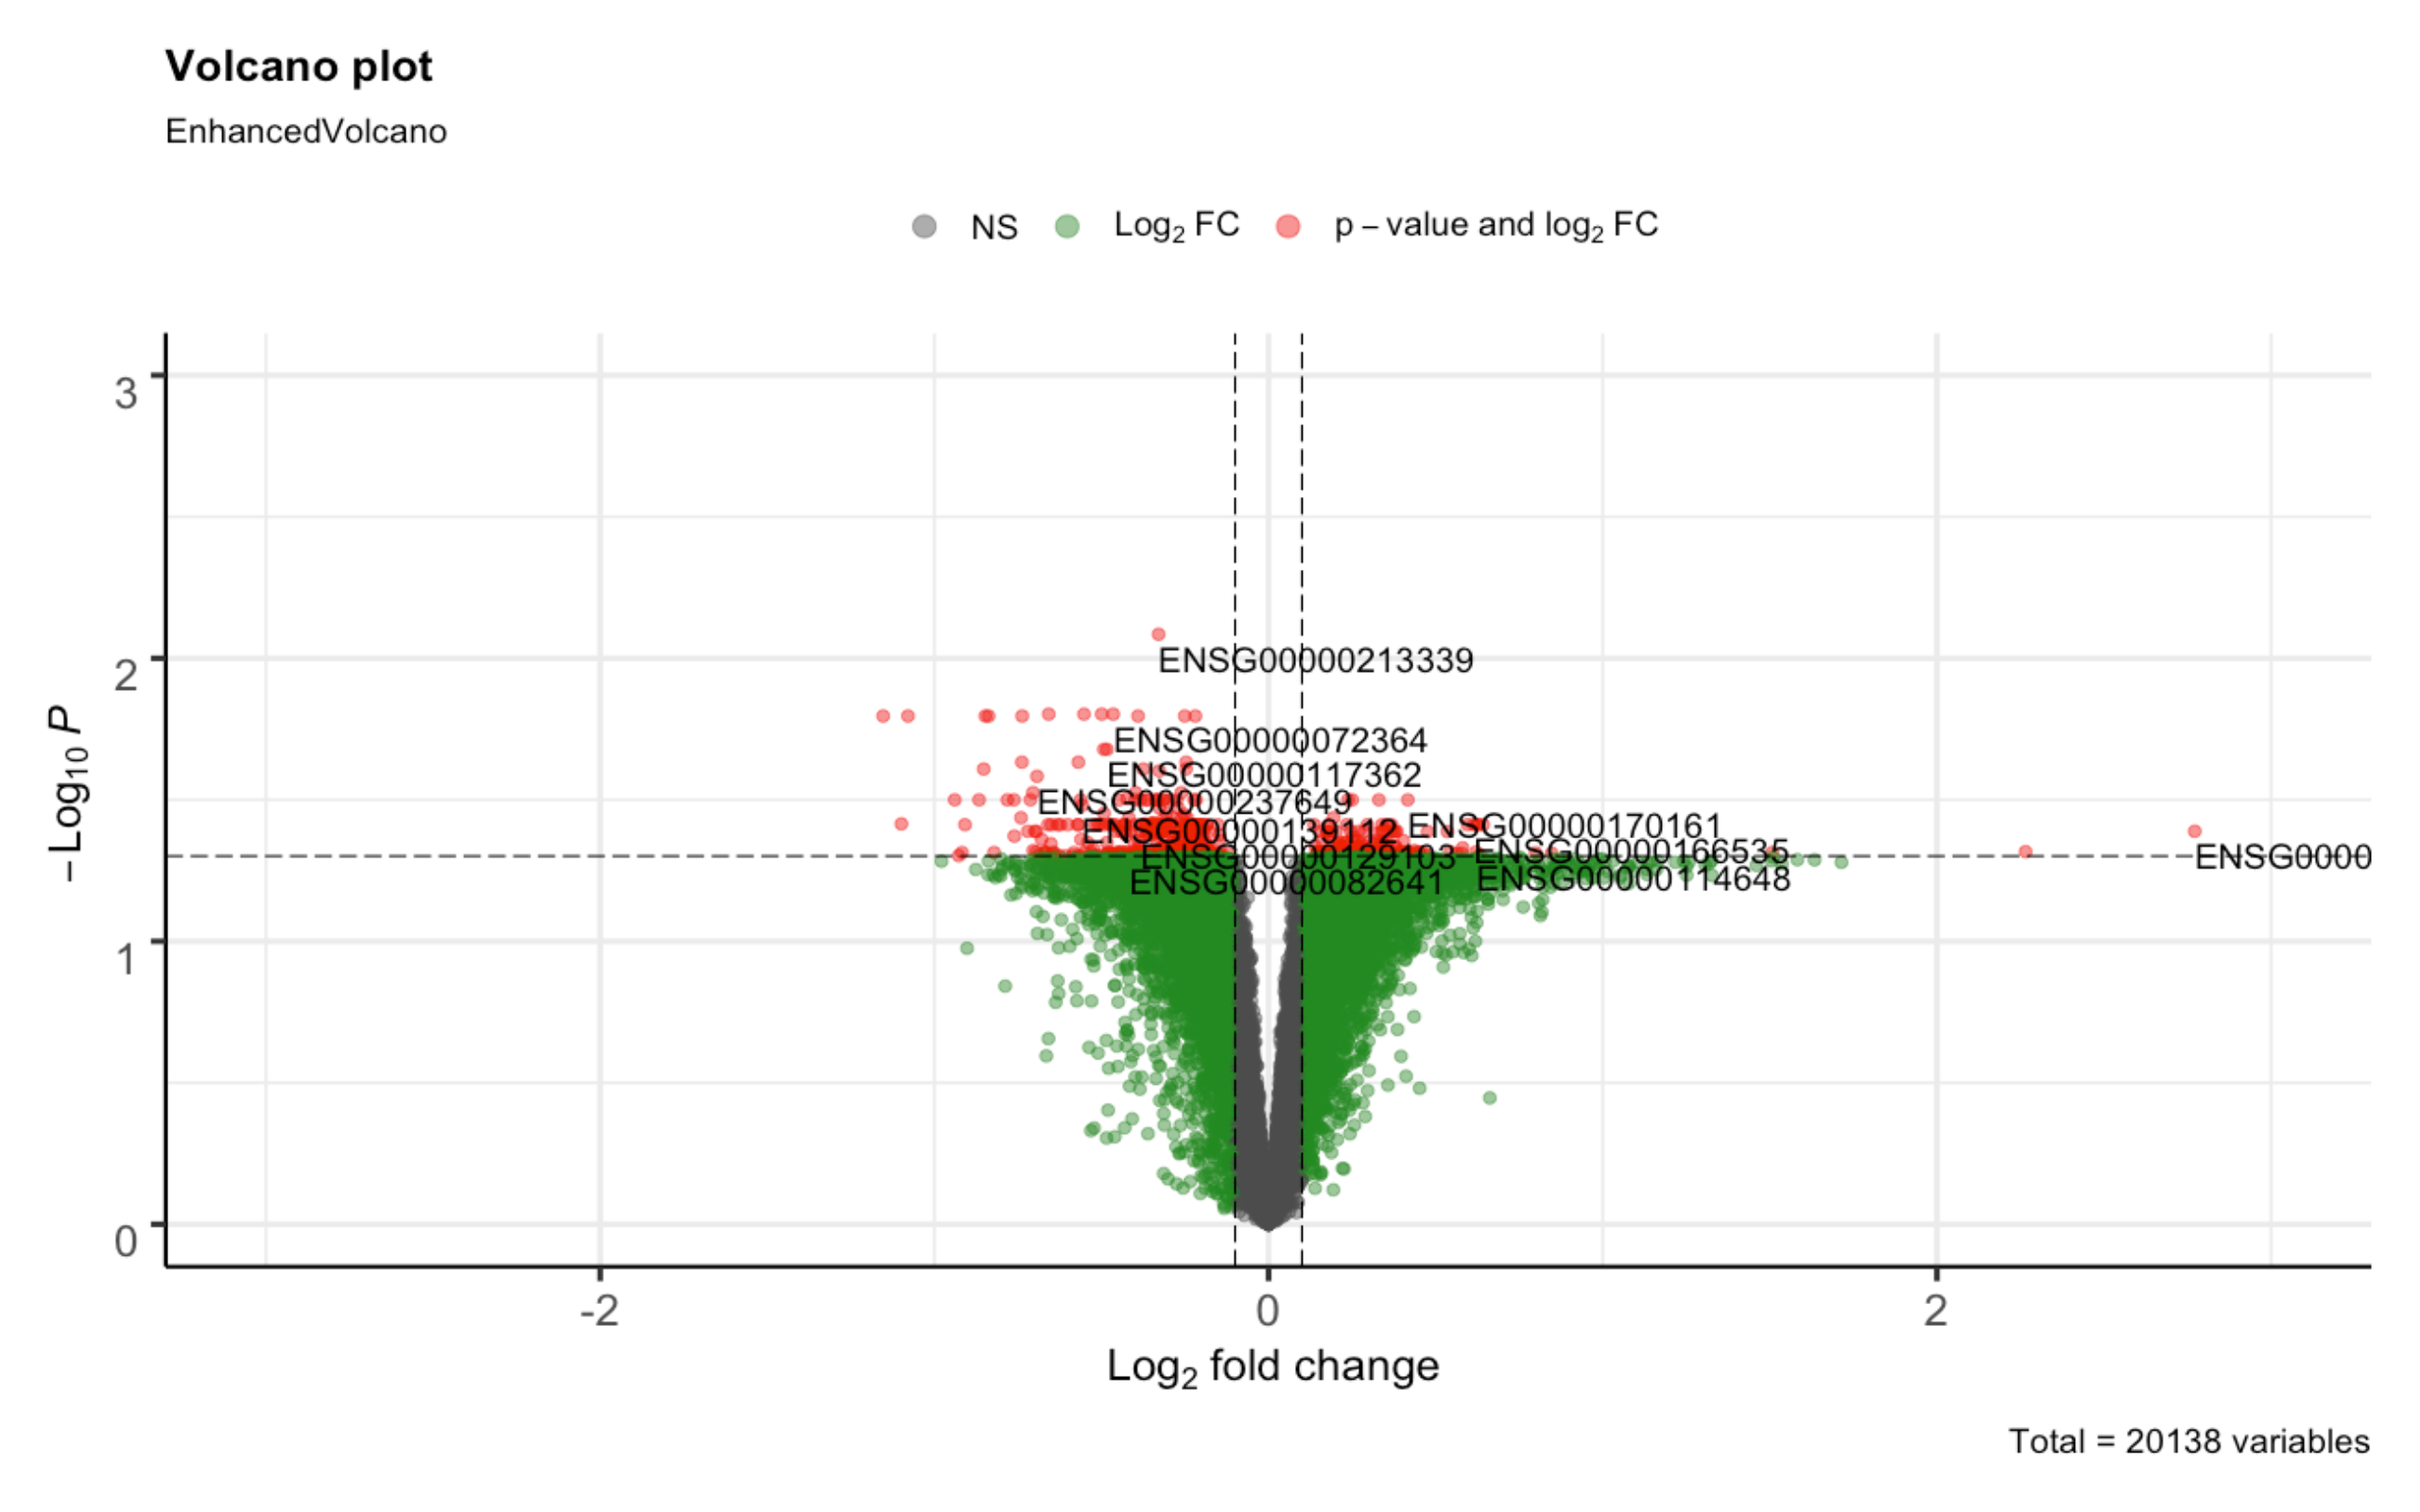 Volcano plot
EnhancedVolcano
NS Log2 FC p – value and log2 FC
3
2
1
0
– Log10 P
ENSG00000213339
ENSG00000072364
ENSG00000117362
ENSG00000237649
ENSG00000170161
ENSG00000139112
ENSG00000166535
ENSG00000129103
ENSG0000
ENSG00000114648
ENSG00000082641
-2 0 2
Log2 fold change
Total = 20138 variables